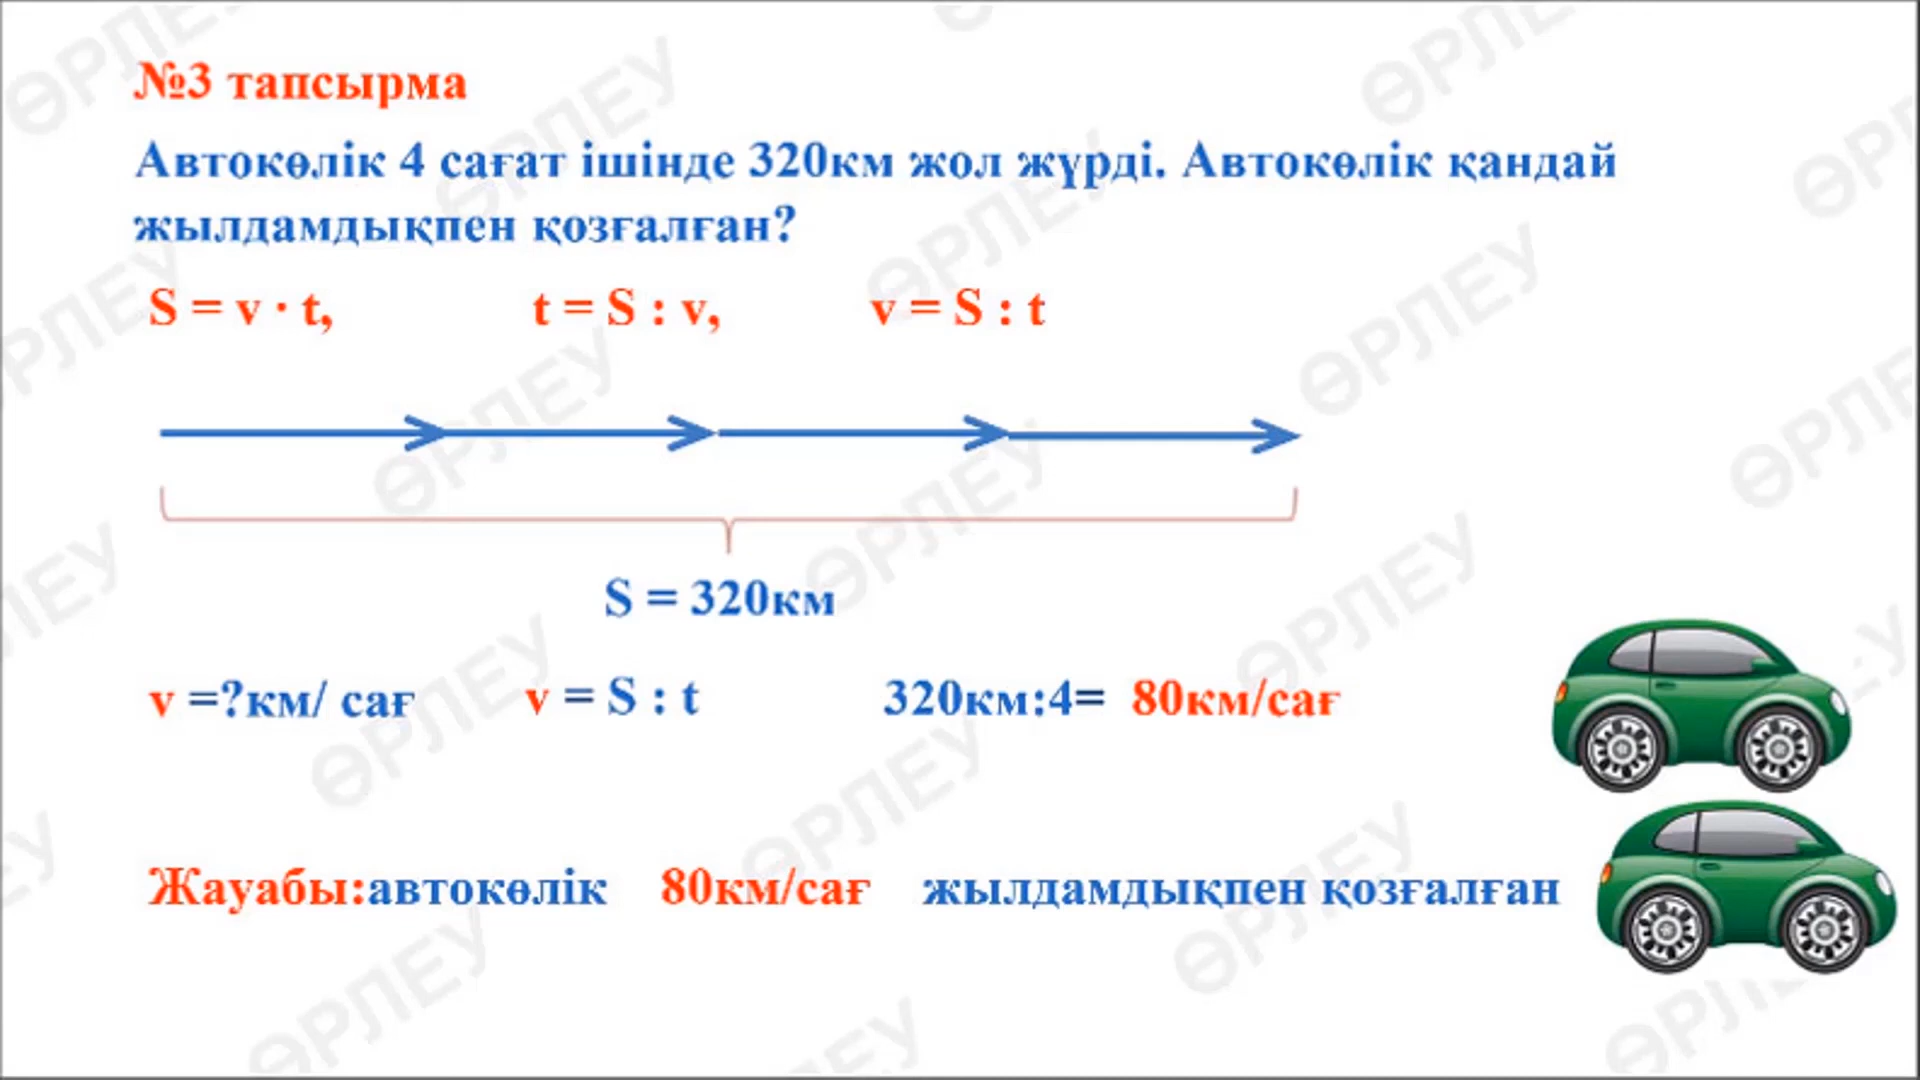 №3 тапсырма
Автокөлік 4 сағат ішінде 320км жол жүрді. Автокөлік қандай
жылдамдықпен қозғалған?
S = v · t, t = S : v, v = S : t
S = 320км
v =?км/ сағ v = S : t 320км:4= 80км/сағ
Жауабы:автокөлік 80км/сағ жылдамдықпен қозғалған
ӨРЛЕУ